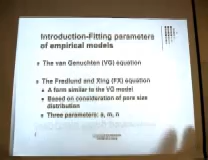 Introduction-Fitting parameters
of empirical models
The van Genuchten (VG) equation
The Fredlund and Xing (FX) equation
A form similar to the VG model
Based on consideration of pore size
distribution
Three parameters: a, m, n